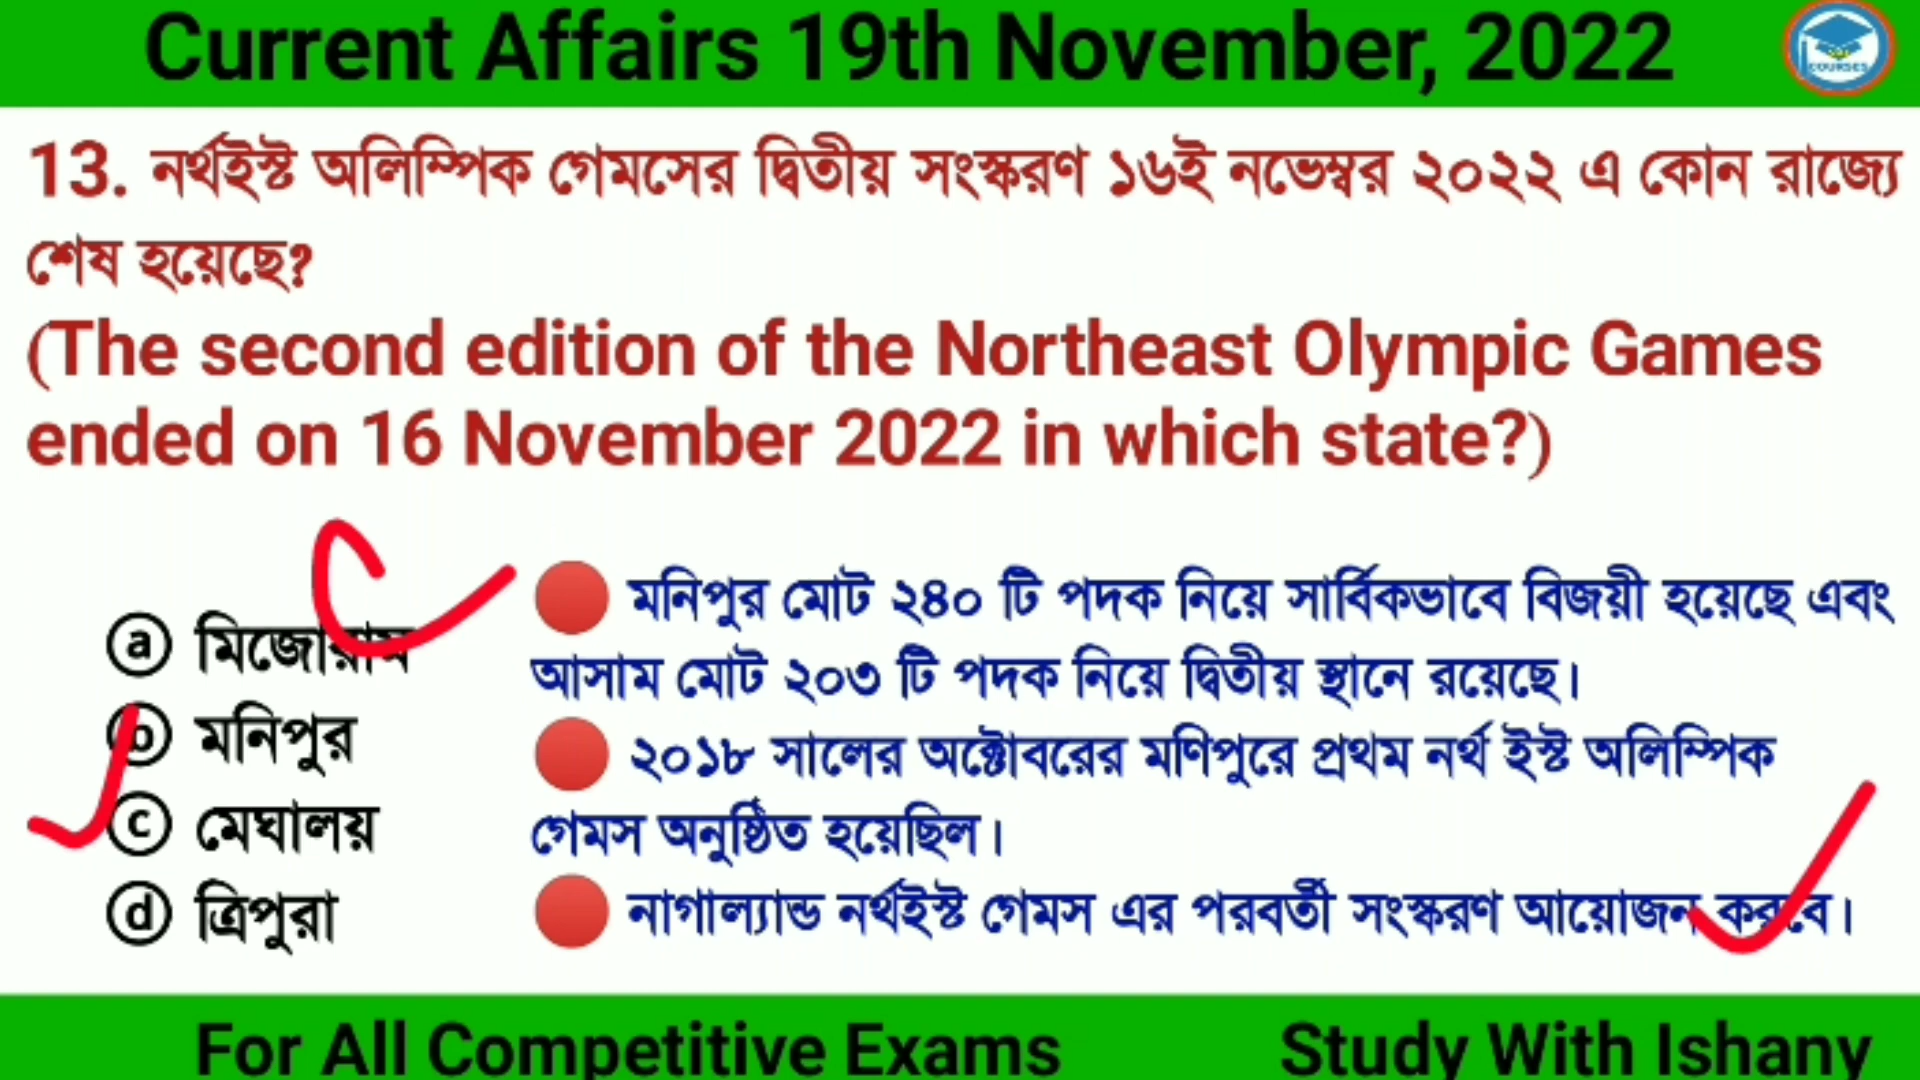 Current Affairs 19th November, 2022
COURSES
13. নর্থইস্ট অলিম্পিক গেমসের দ্বিতীয় সংস্করণ ১৬ই নভেম্বর ২০২২ এ কোন রাজ্যে
শেষ হয়েছে?
(The second edition of the Northeast Olympic Games
ended on 16 November 2022 in which state?)
ⓐ মিজোরাম
ⓑ মনিপুর
ⓒ মেঘালয়
ⓓ ত্রিপুরা
মনিপুর মোট ২৪০ টি পদক নিয়ে সার্বিকভাবে বিজয়ী হয়েছে এবং
আসাম মোট ২০৩ টি পদক নিয়ে দ্বিতীয় স্থানে রয়েছে।
২০১৮ সালের অক্টোবরের মণিপুরে প্রথম নর্থ ইস্ট অলিম্পিক
গেমস অনুষ্ঠিত হয়েছিল।
নাগাল্যান্ড নর্থইস্ট গেমস এর পরবর্তী সংস্করণ আয়োজন করবে।
For All Competitive Exams
Study With Ishany